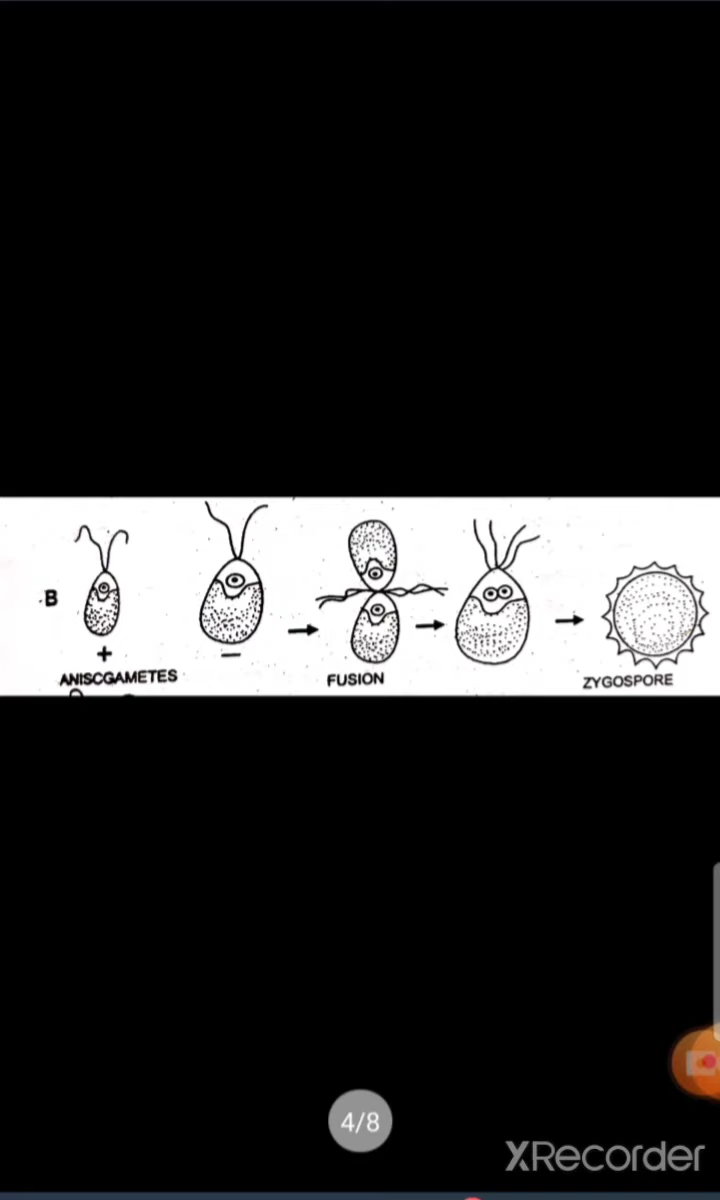 B
+
−
ANISCGAMETES
FUSION
ZYGOSPORE
4/8
XRecorder